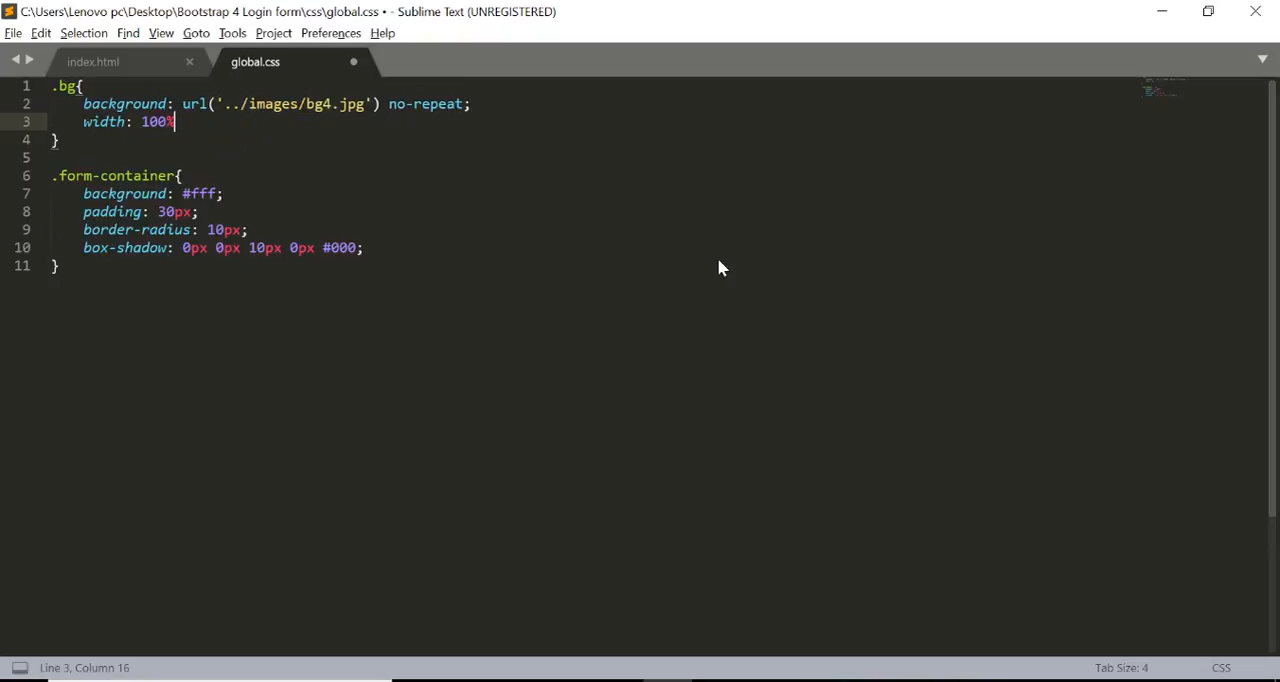 C:\Users\Lenovo pc\Desktop\Bootstrap 4 Login form\css\global.css • - Sublime Text (UNREGISTERED)
File Edit Selection Find View Goto Tools Project Preferences Help
index.html × global.css
1 .bg{
2 background: url('../images/bg4.jpg') no-repeat;
3 width: 100%
4 }
5
6 .form-container{
7 background: #fff;
8 padding: 30px;
9 border-radius: 10px;
10 box-shadow: 0px 0px 10px 0px #000;
11 }
Line 3, Column 16 Tab Size: 4 CSS